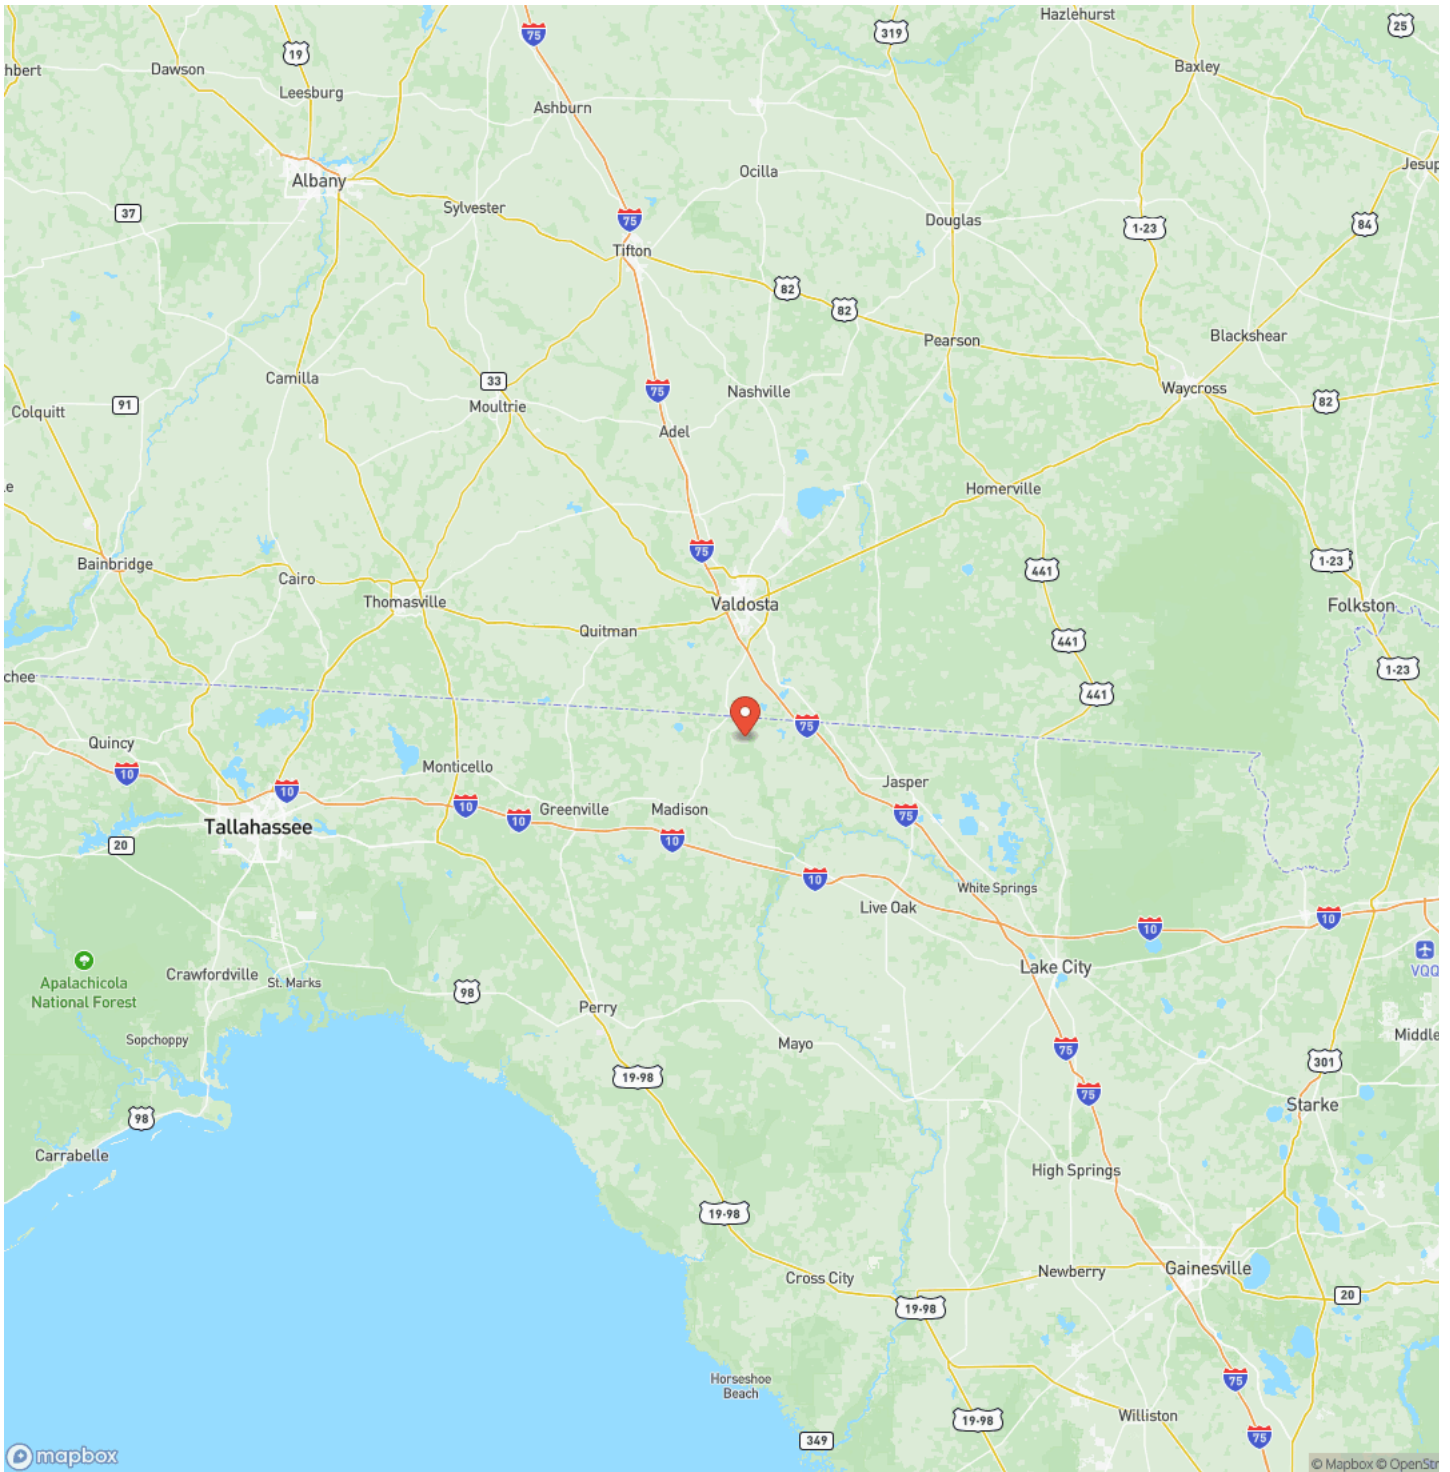 Hazlehurst
75
19
319
25
hbert
Dawson
Baxley
Leesburg
Ashburn
Jesup
Ocilla
Albany
Sylvester
37
75
Douglas
1-23
84
Tifton
82
82
Blackshear
Pearson
Camilla
33
75
Nashville
Waycross
91
Colquitt
Moultrie
82
Adel
.e
Homerville
75
Bainbridge
Cairo
441
1-23
Thomasville
Valdosta
Folkston
Quitman
441
chee
441
1-23
75
Quincy
10
Monticello
Jasper
10
10
Greenville
Madison
75
Tallahassee
10
10
20
10
White Springs
Live Oak
10
10
Lake City
VQQ
Apalachicola
National Forest
Crawfordville
St. Marks
98
Perry
Sopchoppy
Mayo
75
Middle
301
19-98
75
Starke
98
Carrabelle
High Springs
19-98
Cross City
Newberry
Gainesville
20
19-98
Horseshoe
Beach
75
19-98
Williston
349
75
mapbox
© Mapbox © OpenStr